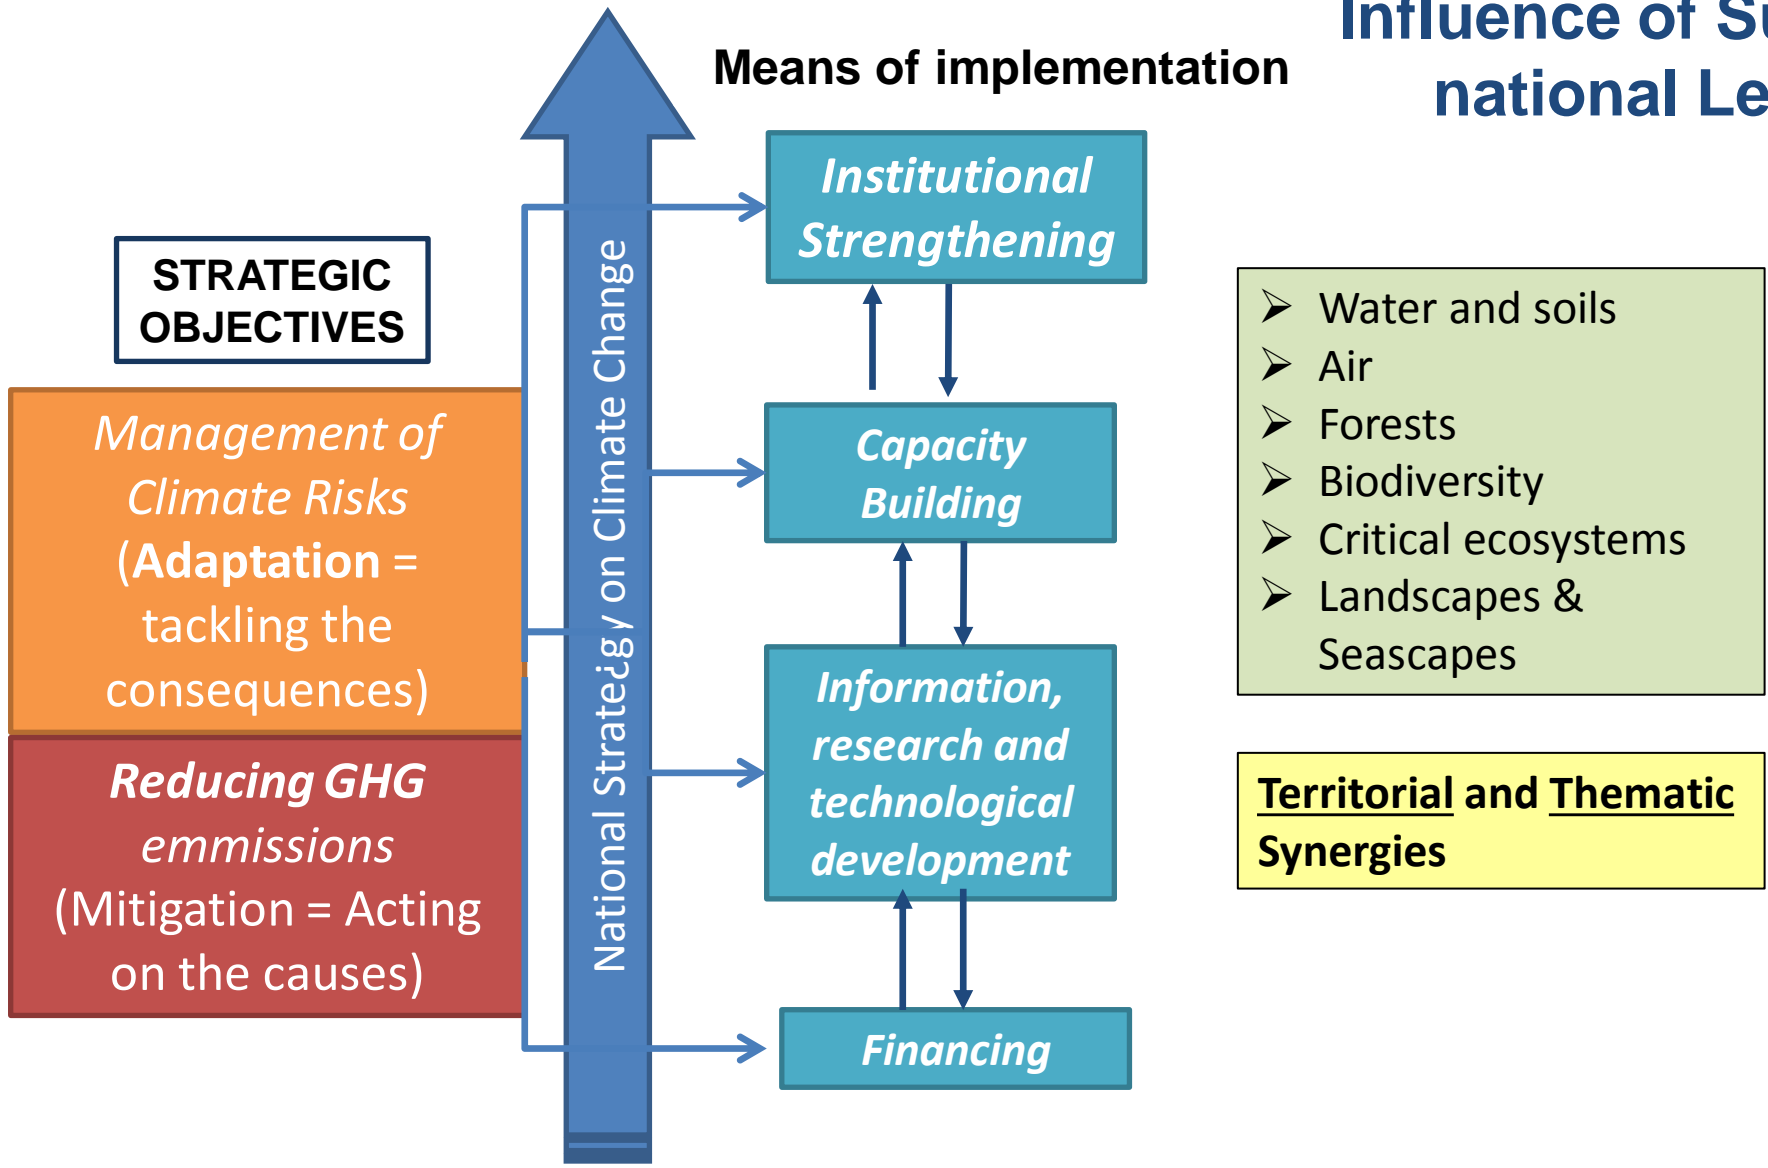 Influence of Su
national Le
Means of implementation
STRATEGIC
OBJECTIVES
Management of
Climate Risks
(Adaptation =
tackling the
consequences)
Reducing GHG
emmissions
(Mitigation = Acting
on the causes)
National Strategy on Climate Change
Institutional
Strengthening
Capacity
Building
Information,
research and
technological
development
Financing
➢ Water and soils
➢ Air
➢ Forests
➢ Biodiversity
➢ Critical ecosystems
➢ Landscapes &
Seascapes
Territorial and Thematic
Synergies